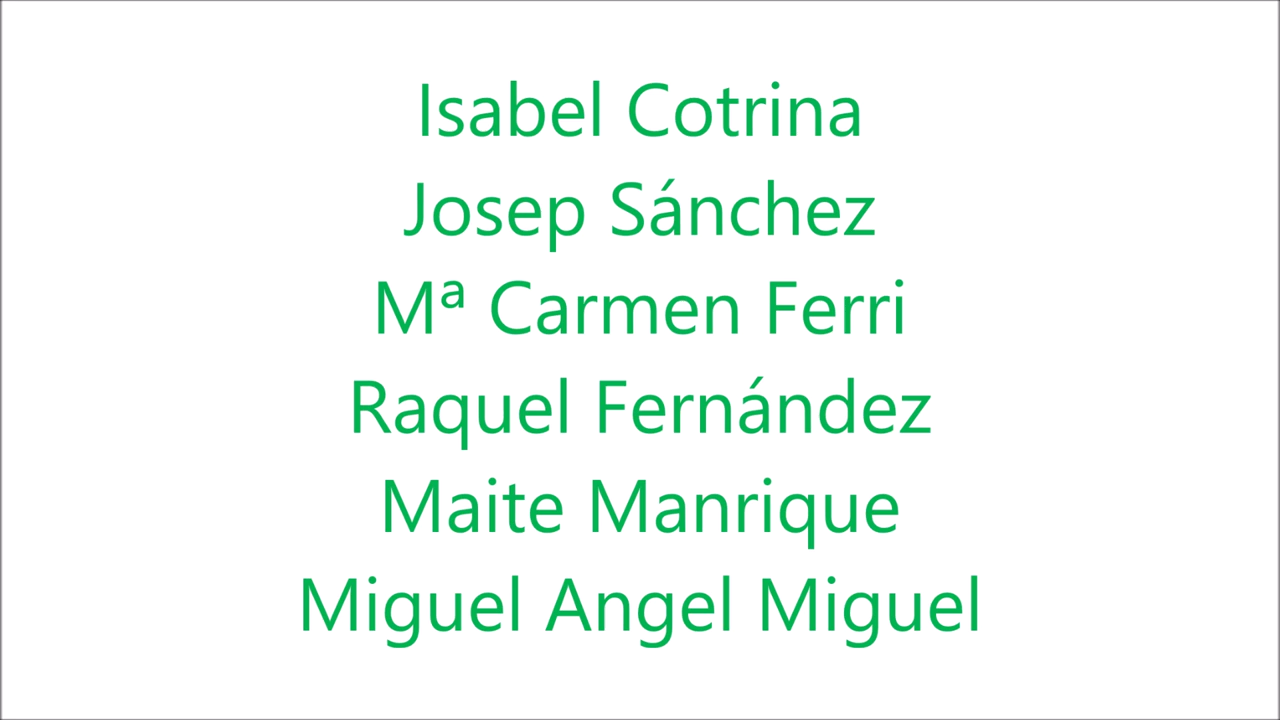 Isabel Cotrina
Josep Sánchez
Mª Carmen Ferri
Raquel Fernández
Maite Manrique
Miguel Angel Miguel